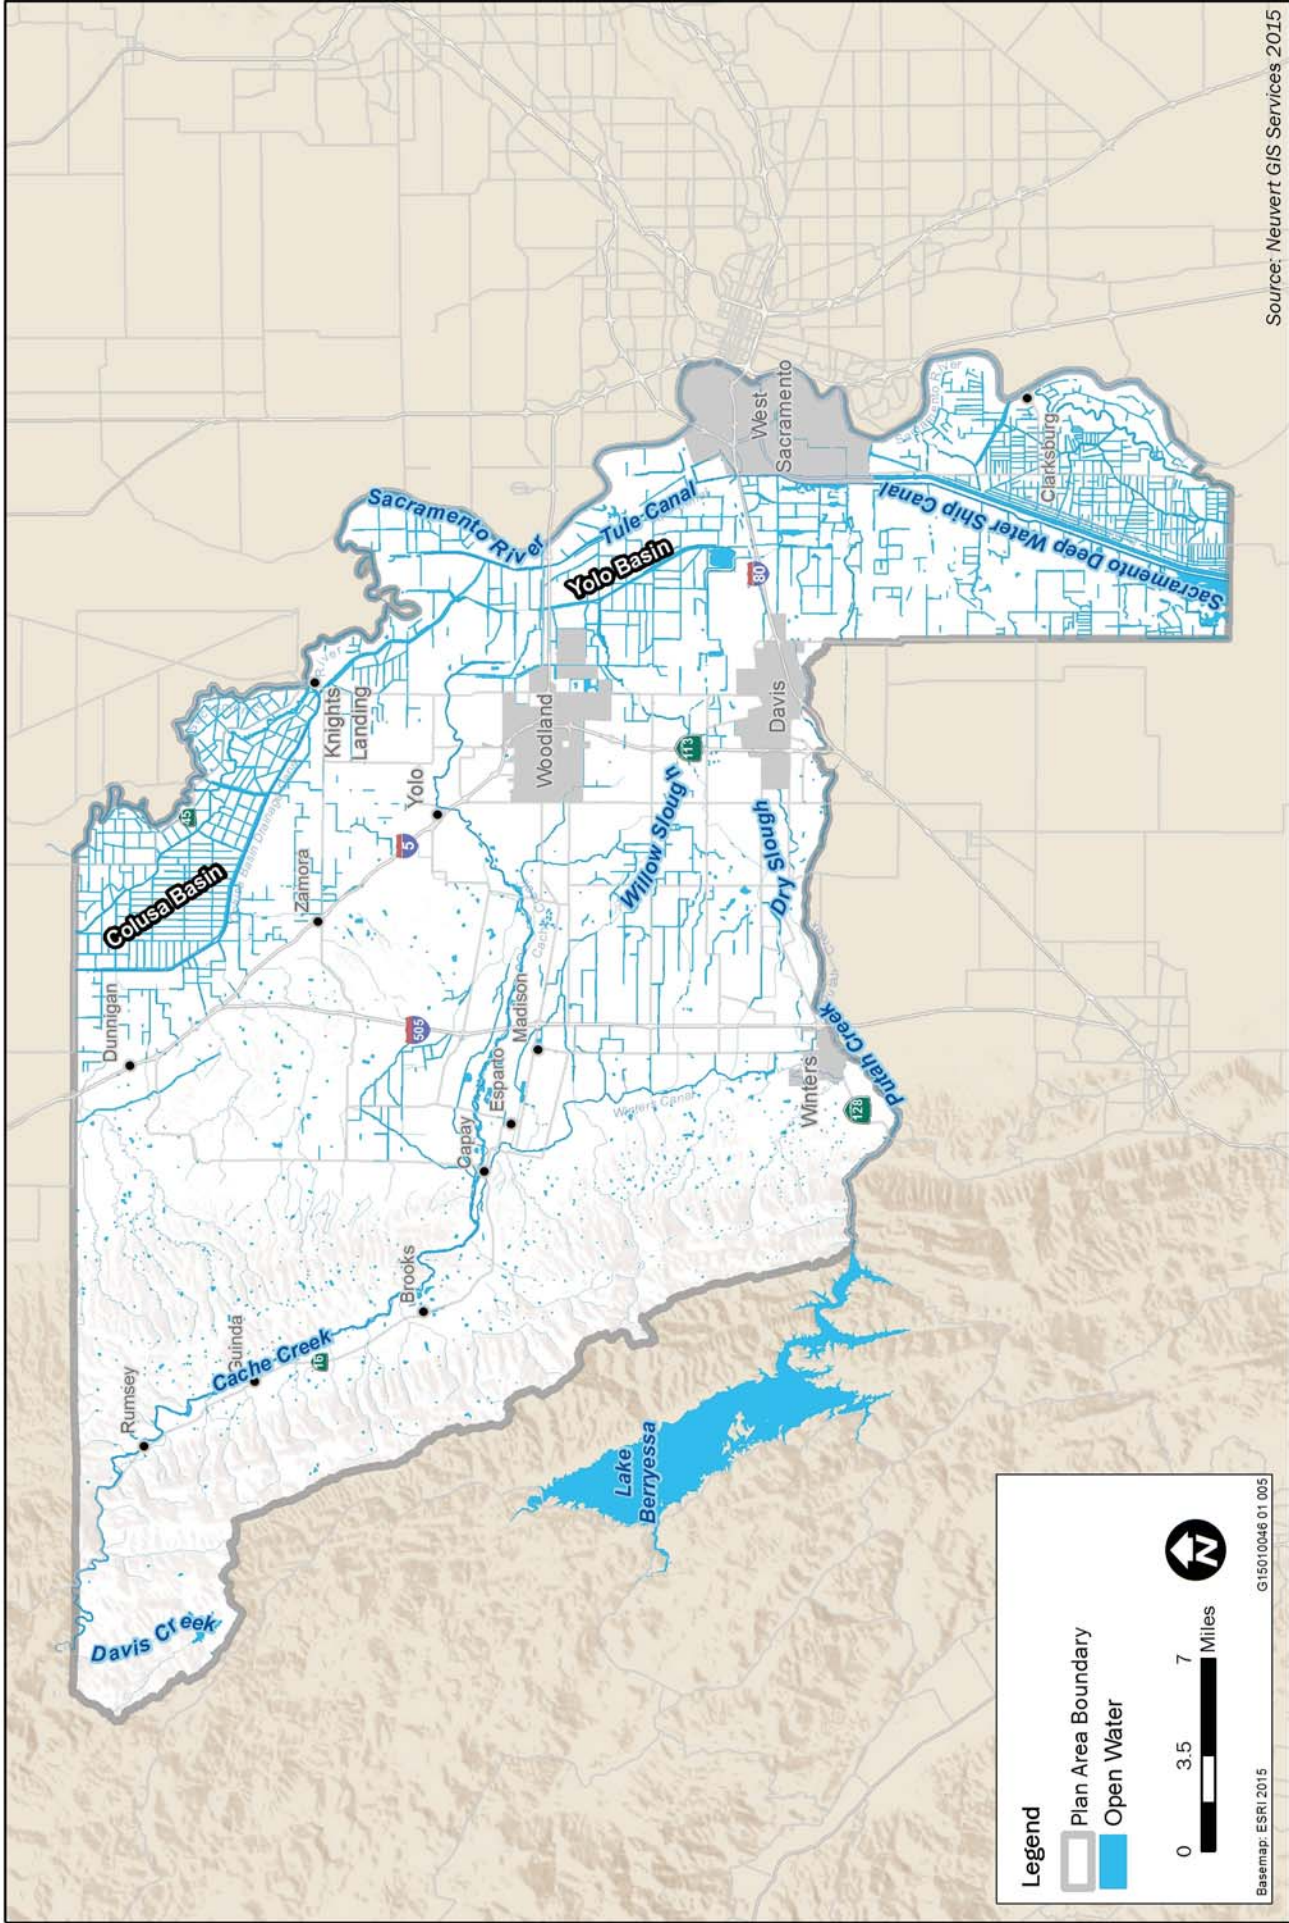 Rumsey
Davis Creek
Guinda
Cache Creek
16
Brooks
Dunnigan
Colusa Basin
45
Zamora
Knights
Landing
River
5
Yolo
505
Capay
Esparto
Madison
Winters Canal
Woodland
Sacramento River
Tule Canal
Yolo Basin
Willow Slough
113
Dry Slough
Davis
80
West
Sacramento
Winters
128
Putah Creek
Lake
Berryessa
Sacramento River
Clarksburg
Sacramento Deep Water Ship Canal
Legend
Plan Area Boundary
Open Water
0 3.5 7
Miles
N
Basemap: ESRI 2015
G15010046 01 005
Source: Neuvert GIS Services 2015